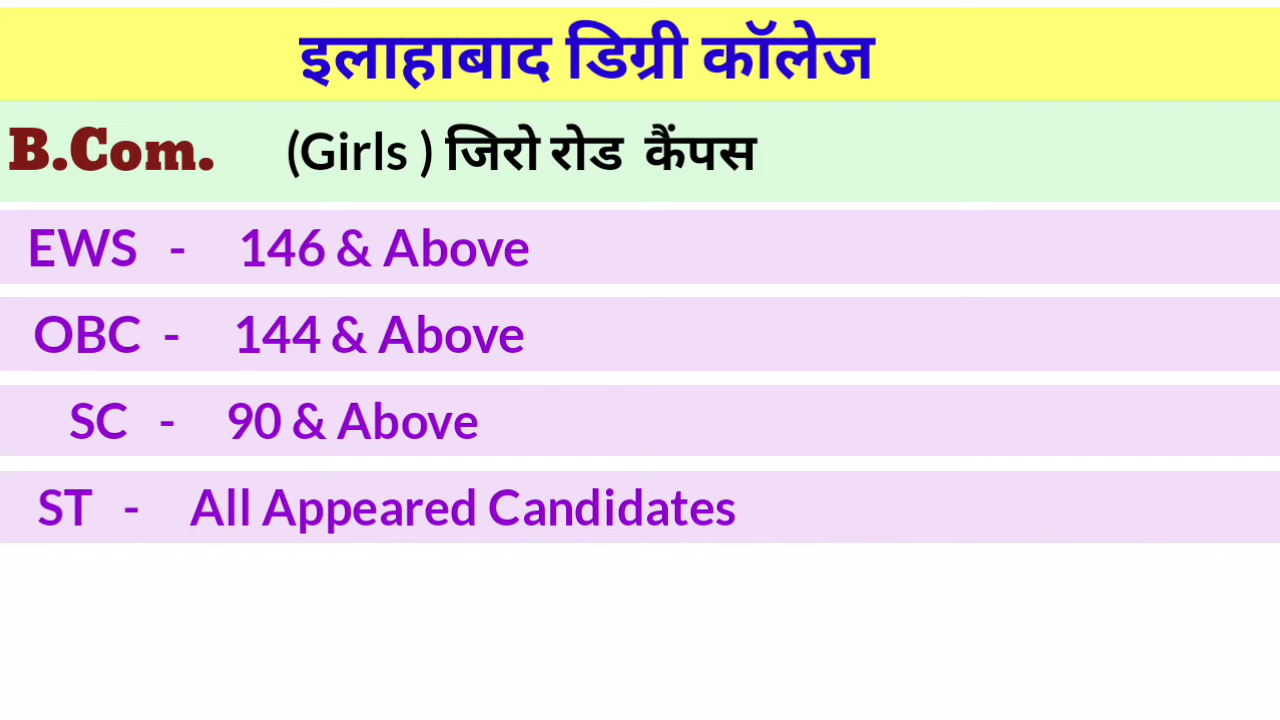 इलाहाबाद डिग्री कॉलेज
B.Com. (Girls ) जिरो रोड कैंपस
EWS - 146 & Above
OBC - 144 & Above
SC - 90 & Above
ST - All Appeared Candidates